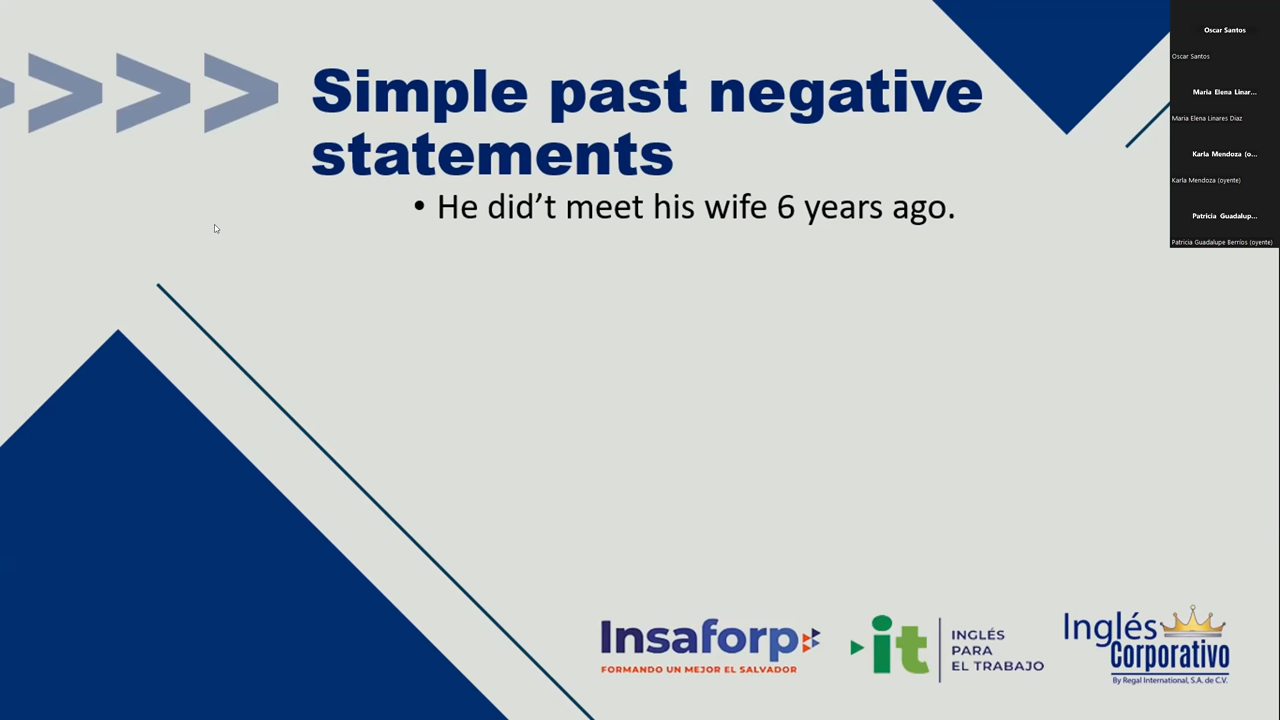 Simple past negative
statements
• He did’t meet his wife 6 years ago.
Oscar Santos
Oscar Santos
Maria Elena Linar...
Maria Elena Linares Diaz
Karla Mendoza (o...
Karla Mendoza (oyente)
Patricia Guadalup...
Patricia Guadalupe Berríos (oyente)
Insaforp
FORMANDO UN MEJOR EL SALVADOR
it
INGLÉS
PARA
EL TRABAJO
Inglés
Corporativo
By Regal International, S.A. de C.V.